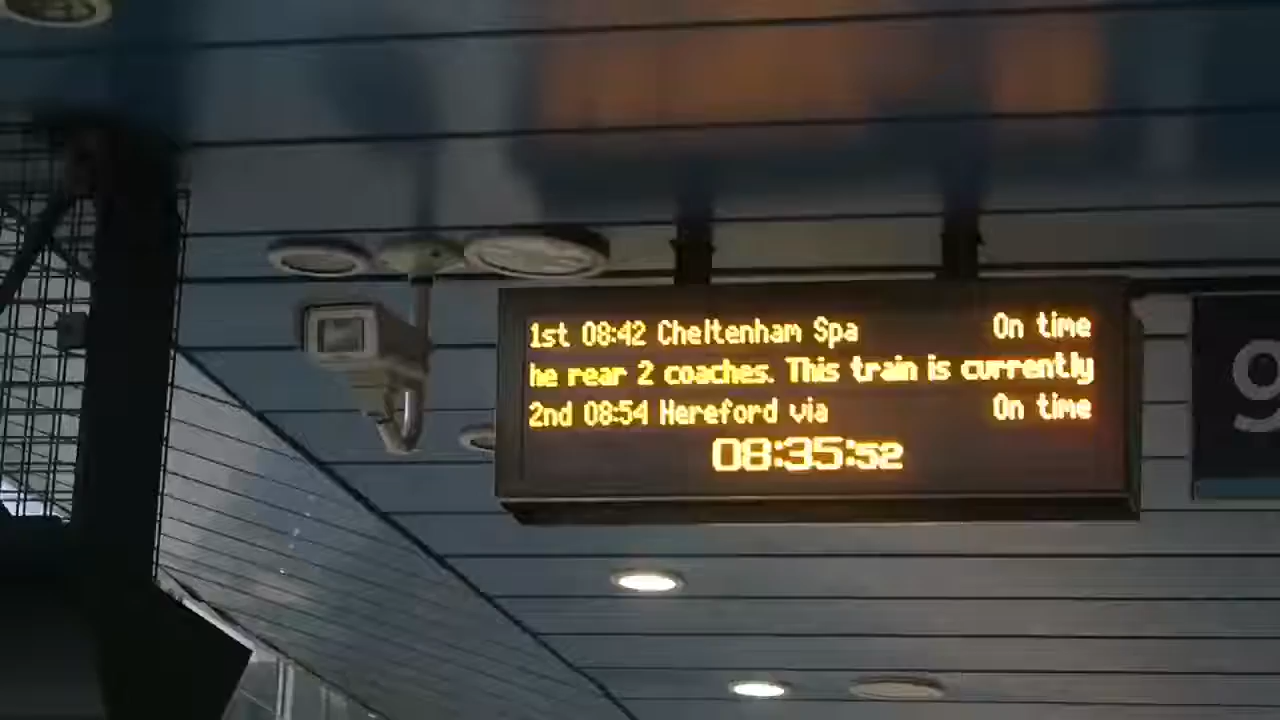 1st 08:42 Cheltenham Spa On time
he rear 2 coaches. This train is currently
2nd 08:54 Hereford via On time
08:35:52
9